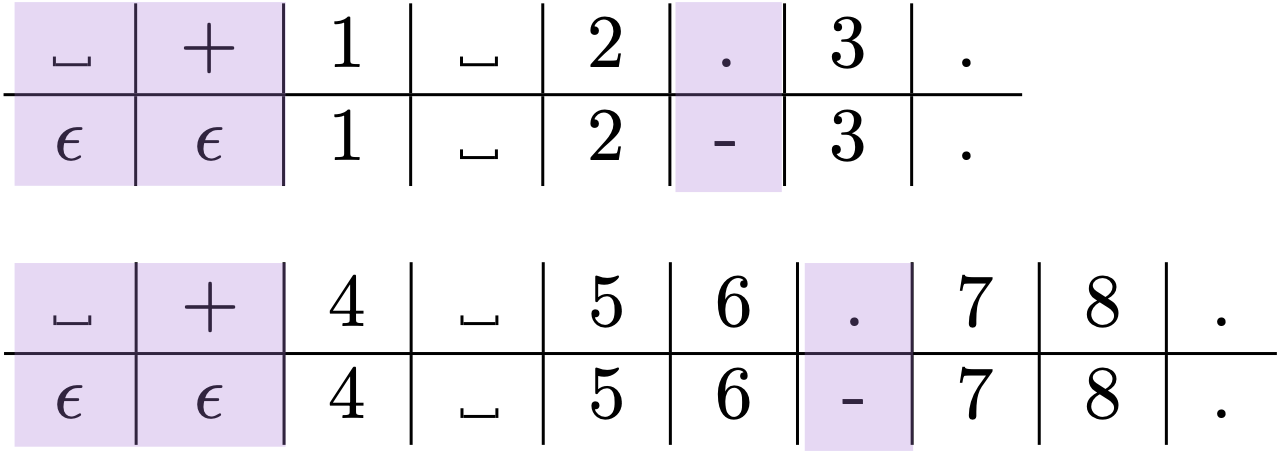 ␣ + 1 ␣ 2 . 3 .
ϵ ϵ 1 ␣ 2 - 3 .
␣ + 4 ␣ 5 6 . 7 8 .
ϵ ϵ 4 ␣ 5 6 - 7 8 .